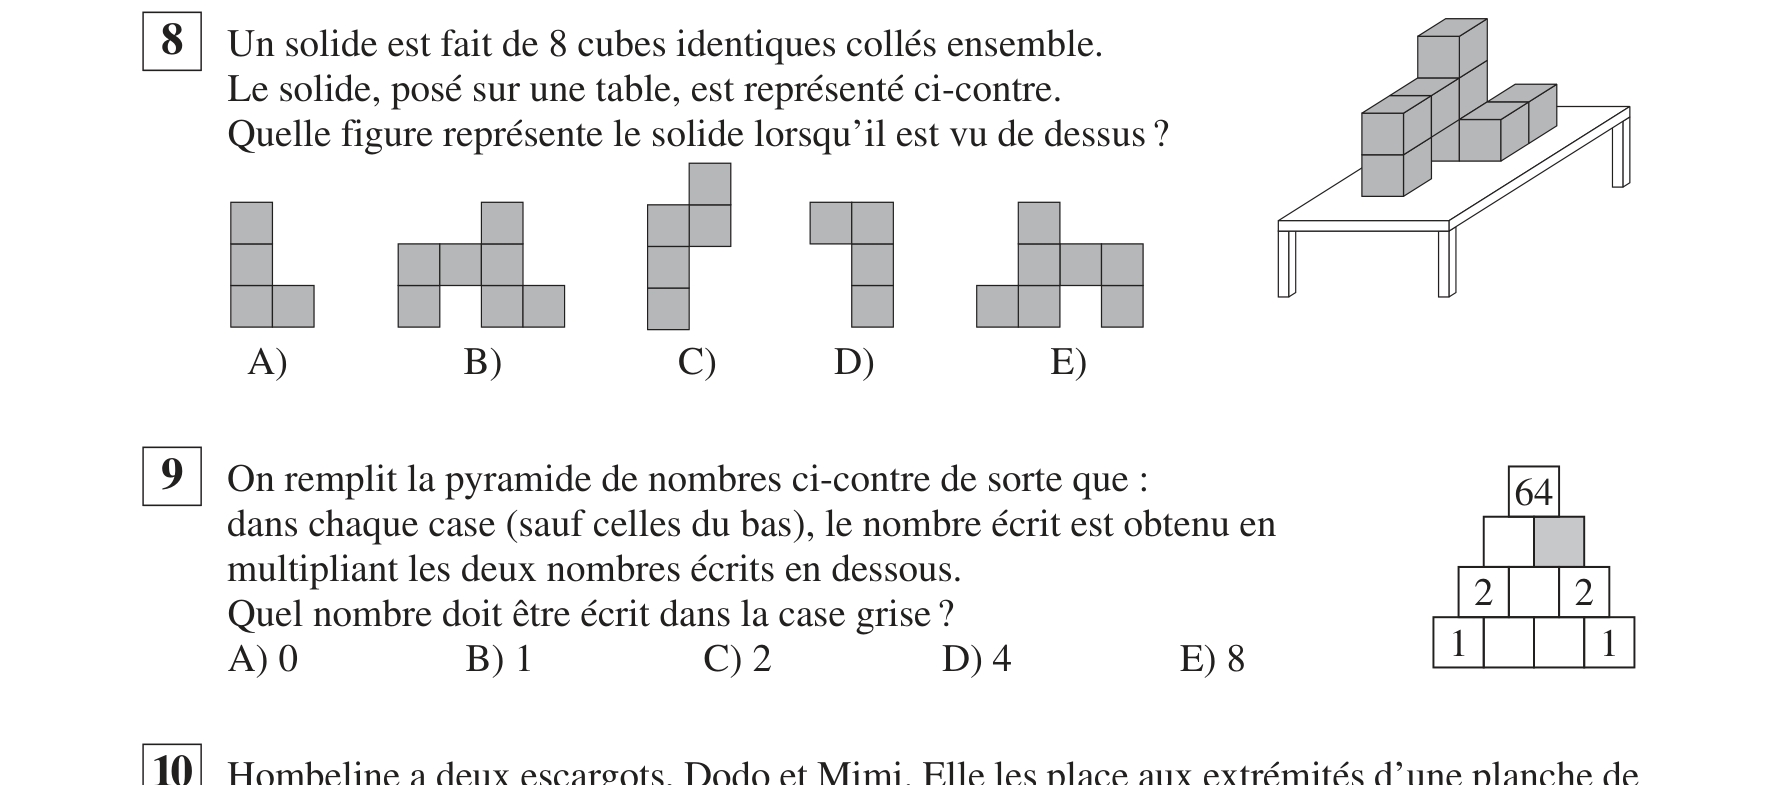 8 Un solide est fait de 8 cubes identiques collés ensemble.
Le solide, posé sur une table, est représenté ci-contre.
Quelle figure représente le solide lorsqu'il est vu de dessus ?
A) B) C) D) E)
9 On remplit la pyramide de nombres ci-contre de sorte que :
dans chaque case (sauf celles du bas), le nombre écrit est obtenu en
multipliant les deux nombres écrits en dessous.
Quel nombre doit être écrit dans la case grise ?
A) 0 B) 1 C) 2 D) 4 E) 8
64
2 2
1 1
10 Hombeline a deux escargots, Dodo et Mimi. Elle les place aux extrémités d'une planche de